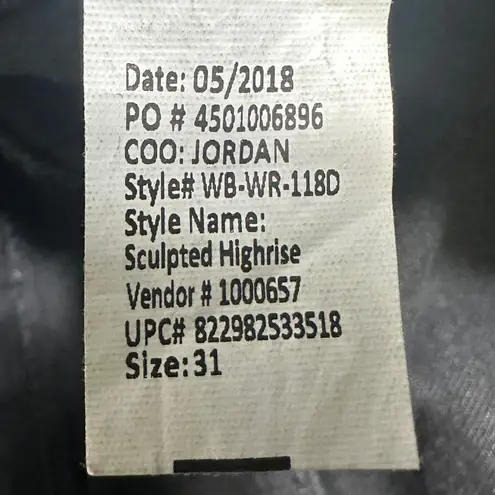 Date: 05/2018
PO # 4501006896
COO: JORDAN
Style# WB-WR-118D
Style Name:
Sculpted Highrise
Vendor # 1000657
UPC# 822982533518
Size:31